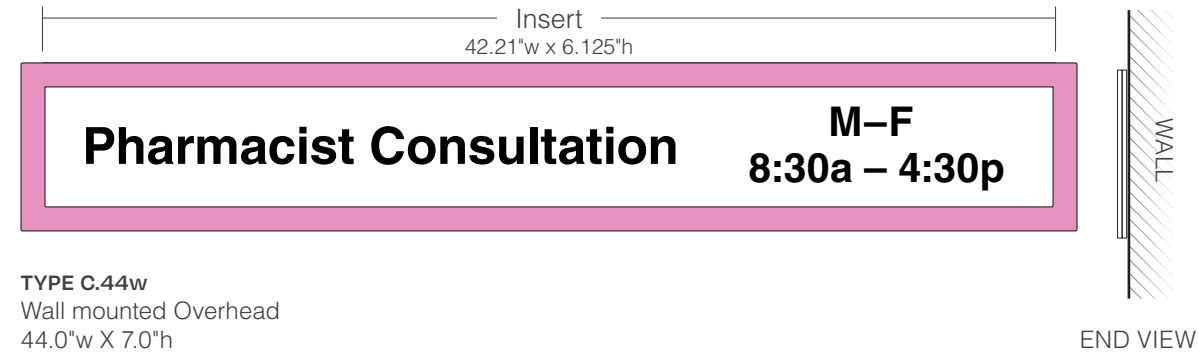 Insert
42.21"w x 6.125"h
Pharmacist Consultation
M–F
8:30a – 4:30p
WALL
TYPE C.44w
Wall mounted Overhead
44.0"w X 7.0"h
END VIEW